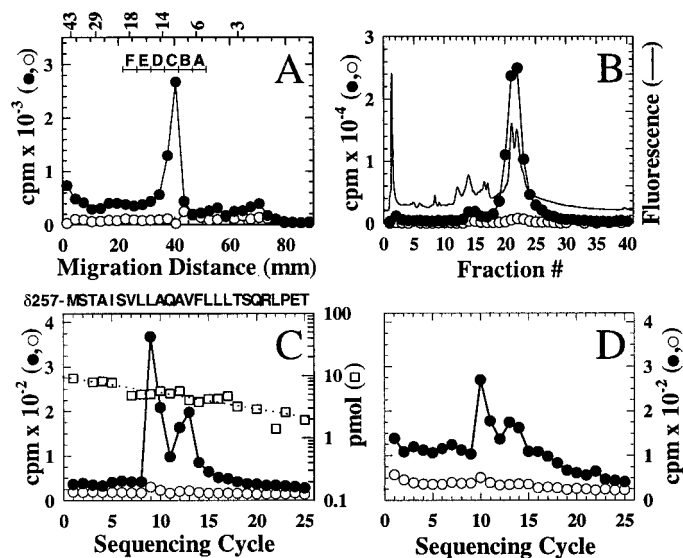 43 29 18 14 6 3
FEDCBA
A
3
2
1
0
cpm x 10⁻³ (●,○)
0 20 40 60 80
Migration Distance (mm)
B
3
2
1
0
cpm x 10⁻⁴ (●,○)
Fluorescence (—)
0 5 10 15 20 25 30 35 40
Fraction #
δ257-MSTAISVLLAQAVFLLLTSQRLPET
C
4
3
2
1
0
cpm x 10⁻² (●,○)
100
10
1
0.1
pmol (□)
0 5 10 15 20 25
Sequencing Cycle
D
4
3
2
1
0
cpm x 10⁻² (●,○)
0 5 10 15 20 25
Sequencing Cycle